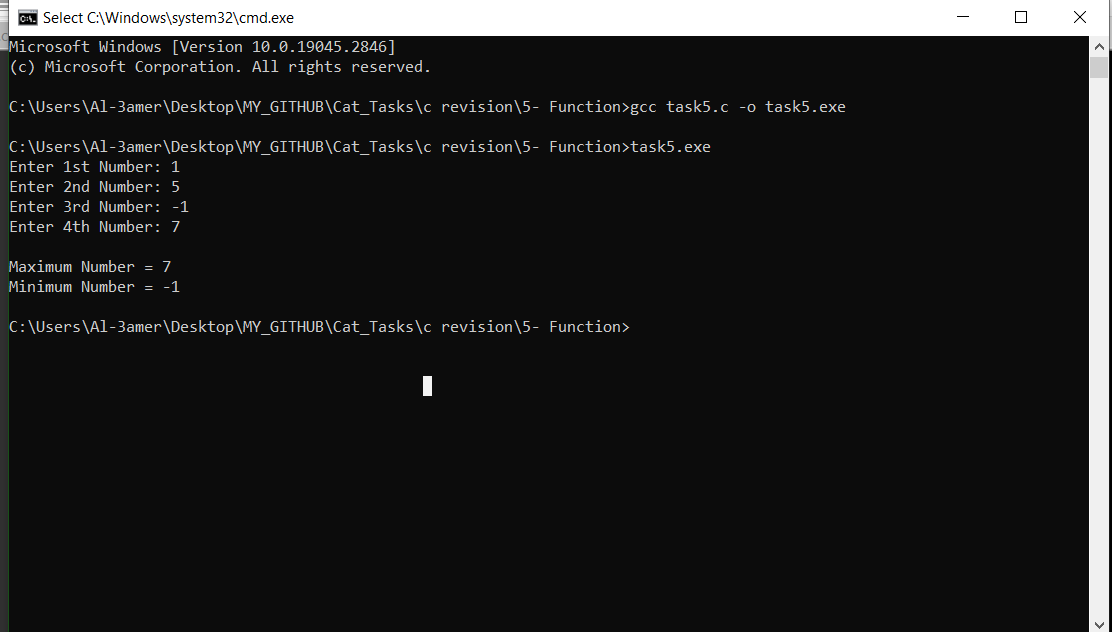 Select C:\Windows\system32\cmd.exe
Microsoft Windows [Version 10.0.19045.2846]
(c) Microsoft Corporation. All rights reserved.
C:\Users\Al-3amer\Desktop\MY_GITHUB\Cat_Tasks\c revision\5- Function>gcc task5.c -o task5.exe
C:\Users\Al-3amer\Desktop\MY_GITHUB\Cat_Tasks\c revision\5- Function>task5.exe
Enter 1st Number: 1
Enter 2nd Number: 5
Enter 3rd Number: -1
Enter 4th Number: 7
Maximum Number = 7
Minimum Number = -1
C:\Users\Al-3amer\Desktop\MY_GITHUB\Cat_Tasks\c revision\5- Function>